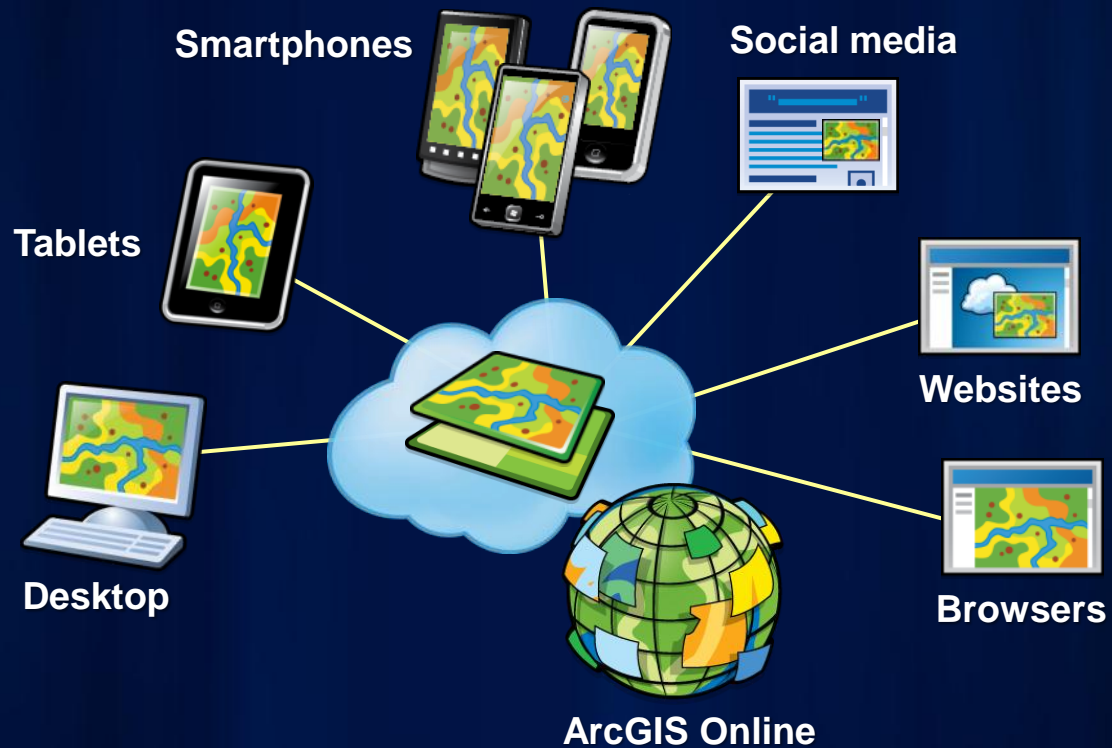 Smartphones
Social media
Tablets
Websites
Desktop
Browsers
ArcGIS Online